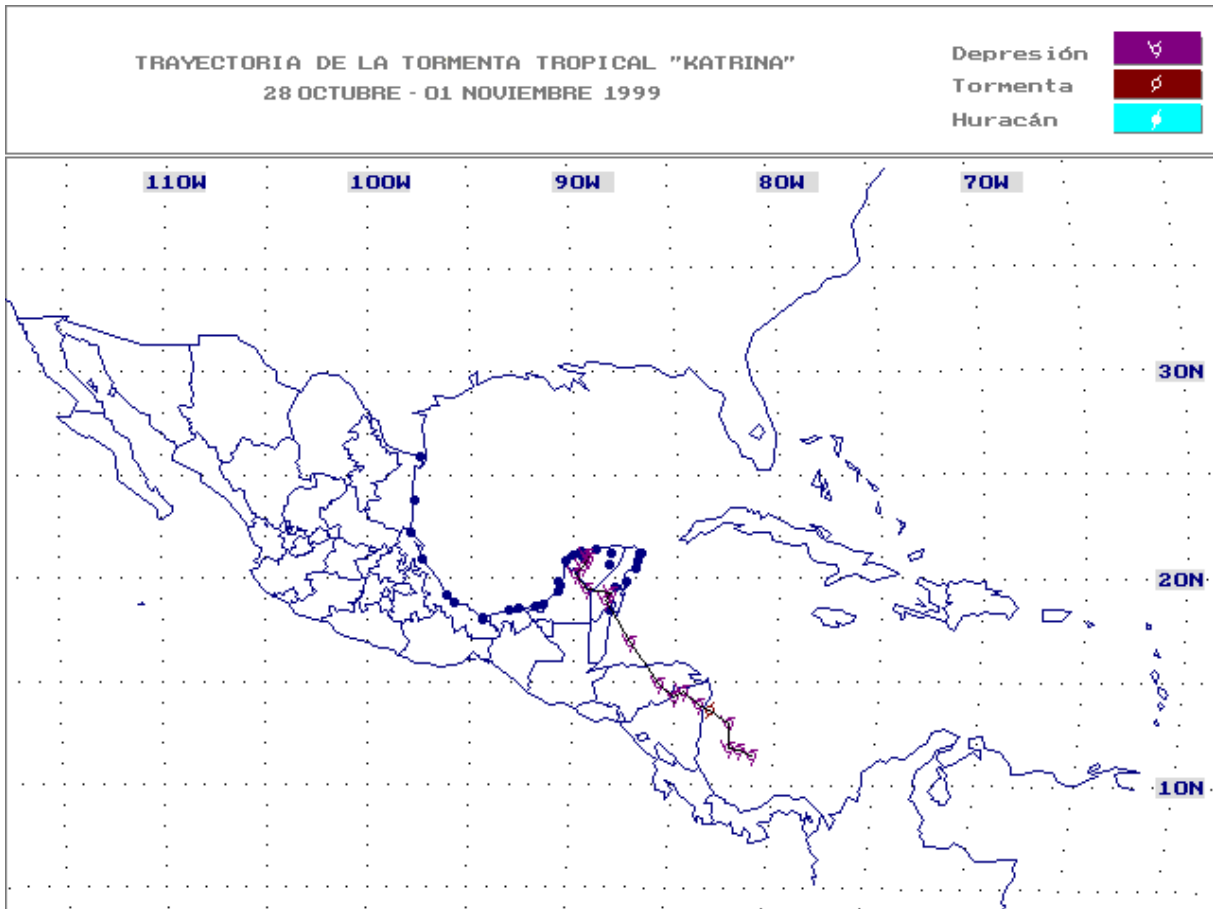 TRAYECTORIA DE LA TORMENTA TROPICAL "KATRINA"
28 OCTUBRE - 01 NOVIEMBRE 1999
Depresión
Tormenta
Huracán
110W 100W 90W 80W 70W
30N
20N
10N